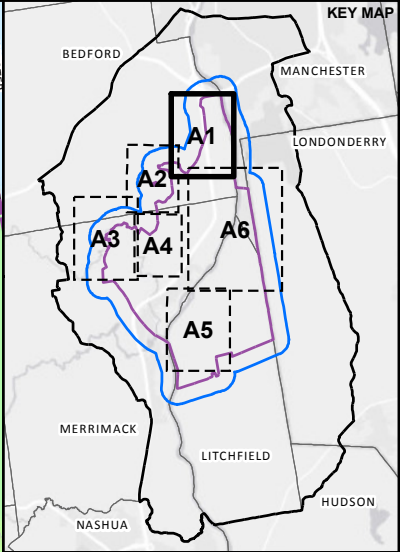 KEY MAP
BEDFORD
MANCHESTER
A1
LONDONDERRY
A2
A6
A3
A4
A5
MERRIMACK
LITCHFIELD
HUDSON
NASHUA